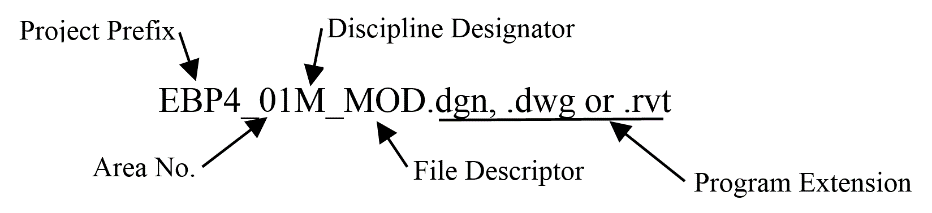 Project Prefix
Discipline Designator
EBP4_01M_MOD.dgn, .dwg or .rvt
Area No.
File Descriptor
Program Extension